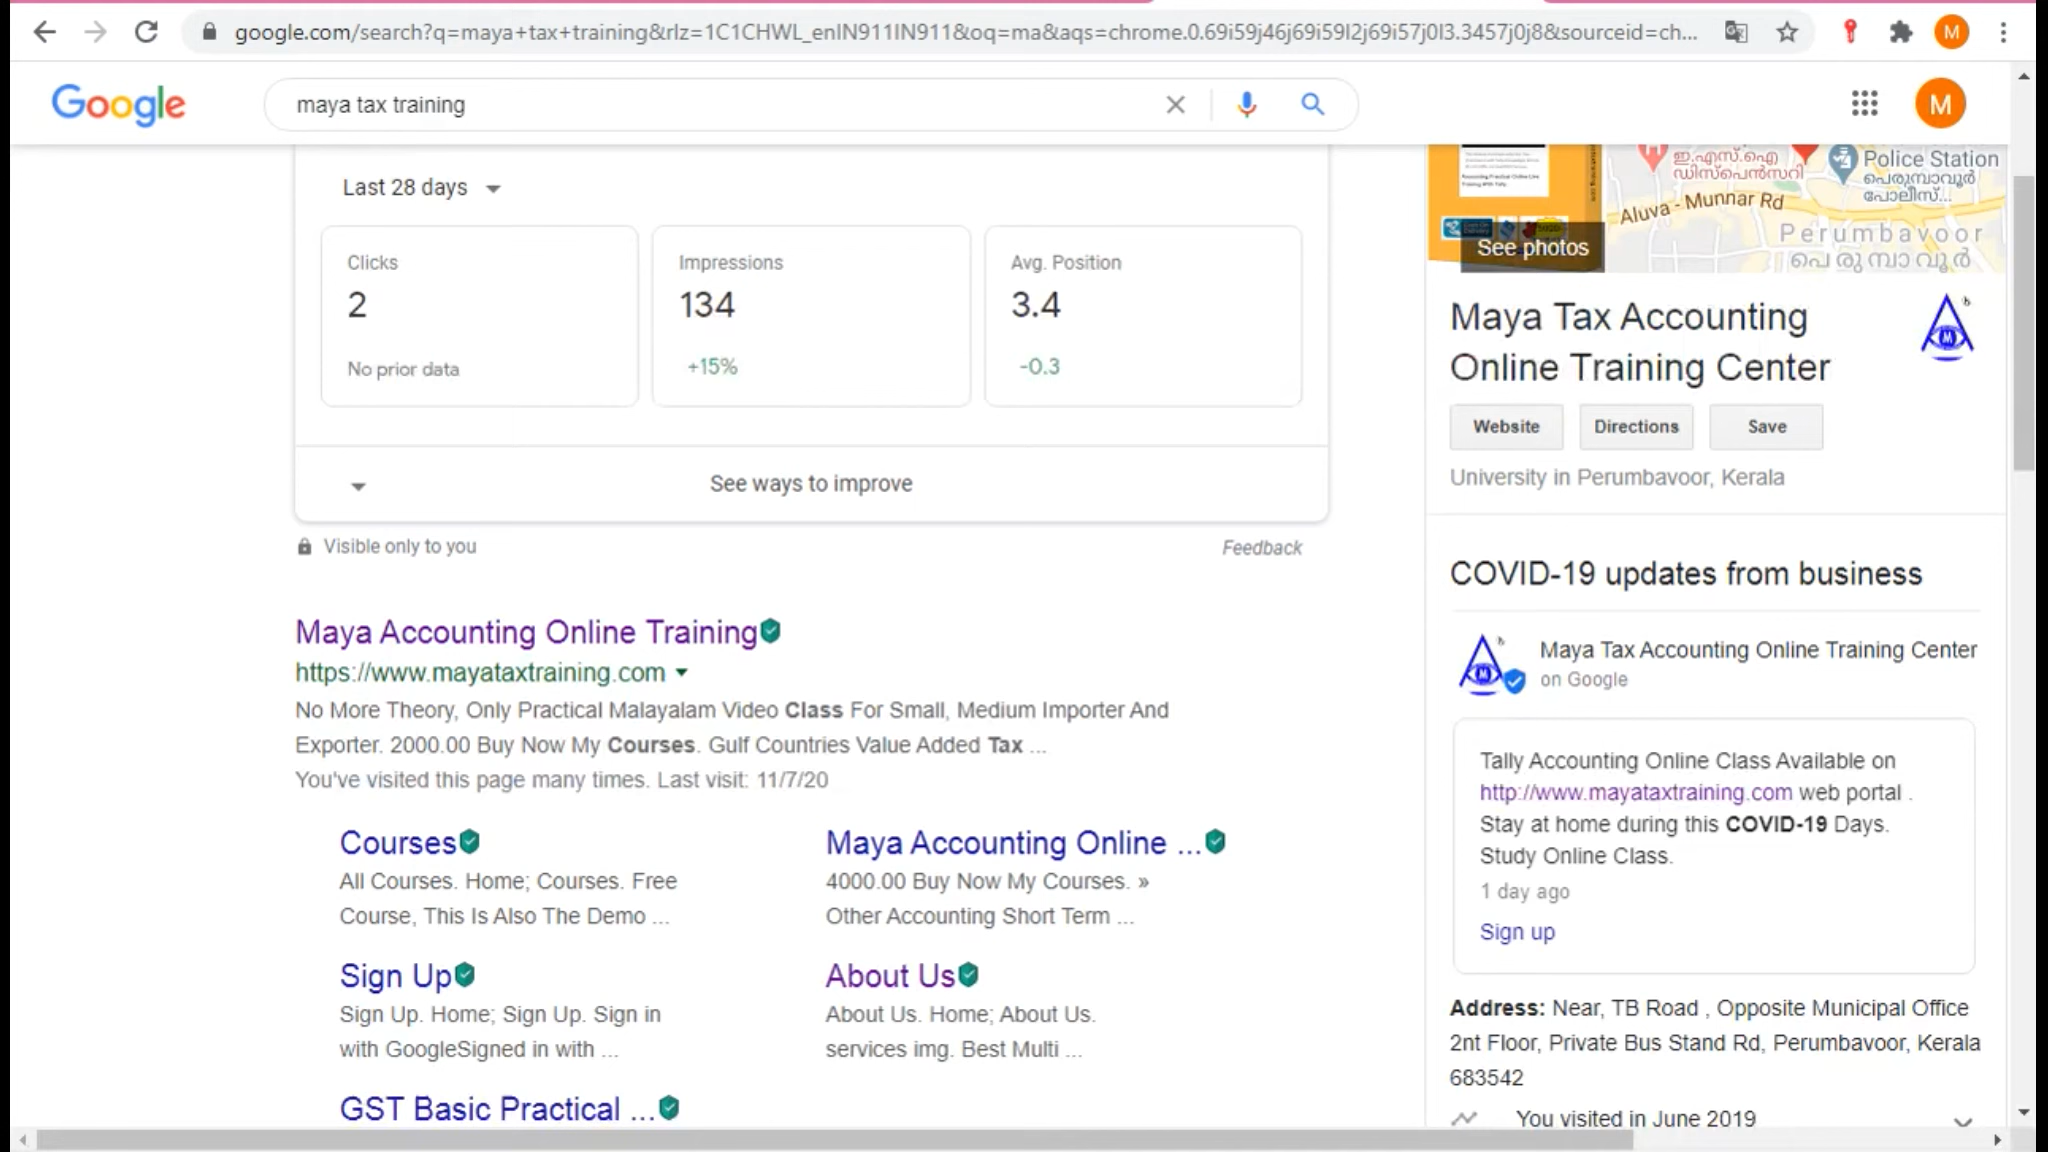 google.com/search?q=maya+tax+training&rlz=1C1CHWL_enIN911IN911&oq=ma&aqs=chrome.0.69i59j46j69i59l2j69i57j0l3.3457j0j8&sourceid=ch...
M
Google
maya tax training
M
Last 28 days
Clicks
2
No prior data
Impressions
134
+15%
Avg. Position
3.4
-0.3
See ways to improve
Visible only to you
Feedback
Maya Accounting Online Training
https://www.mayataxtraining.com
No More Theory, Only Practical Malayalam Video Class For Small, Medium Importer And
Exporter. 2000.00 Buy Now My Courses. Gulf Countries Value Added Tax ...
You've visited this page many times. Last visit: 11/7/20
Courses
All Courses. Home; Courses. Free
Course, This Is Also The Demo ...
Maya Accounting Online ...
4000.00 Buy Now My Courses. »
Other Accounting Short Term ...
Sign Up
Sign Up. Home; Sign Up. Sign in
with GoogleSigned in with ...
About Us
About Us. Home; About Us.
services img. Best Multi ...
GST Basic Practical ...
See photos
ഇ.എസ്.ഐ
ഡിസ്പെൻസറി
Police Station
പെരുമ്പാവൂർ
പോലീസ്...
Aluva - Munnar Rd
Perumbavoor
പെരുമ്പാവൂർ
Maya Tax Accounting
Online Training Center
Website
Directions
Save
University in Perumbavoor, Kerala
COVID-19 updates from business
Maya Tax Accounting Online Training Center
on Google
Tally Accounting Online Class Available on
http://www.mayataxtraining.com web portal .
Stay at home during this COVID-19 Days.
Study Online Class.
1 day ago
Sign up
Address: Near, TB Road , Opposite Municipal Office
2nt Floor, Private Bus Stand Rd, Perumbavoor, Kerala
683542
You visited in June 2019